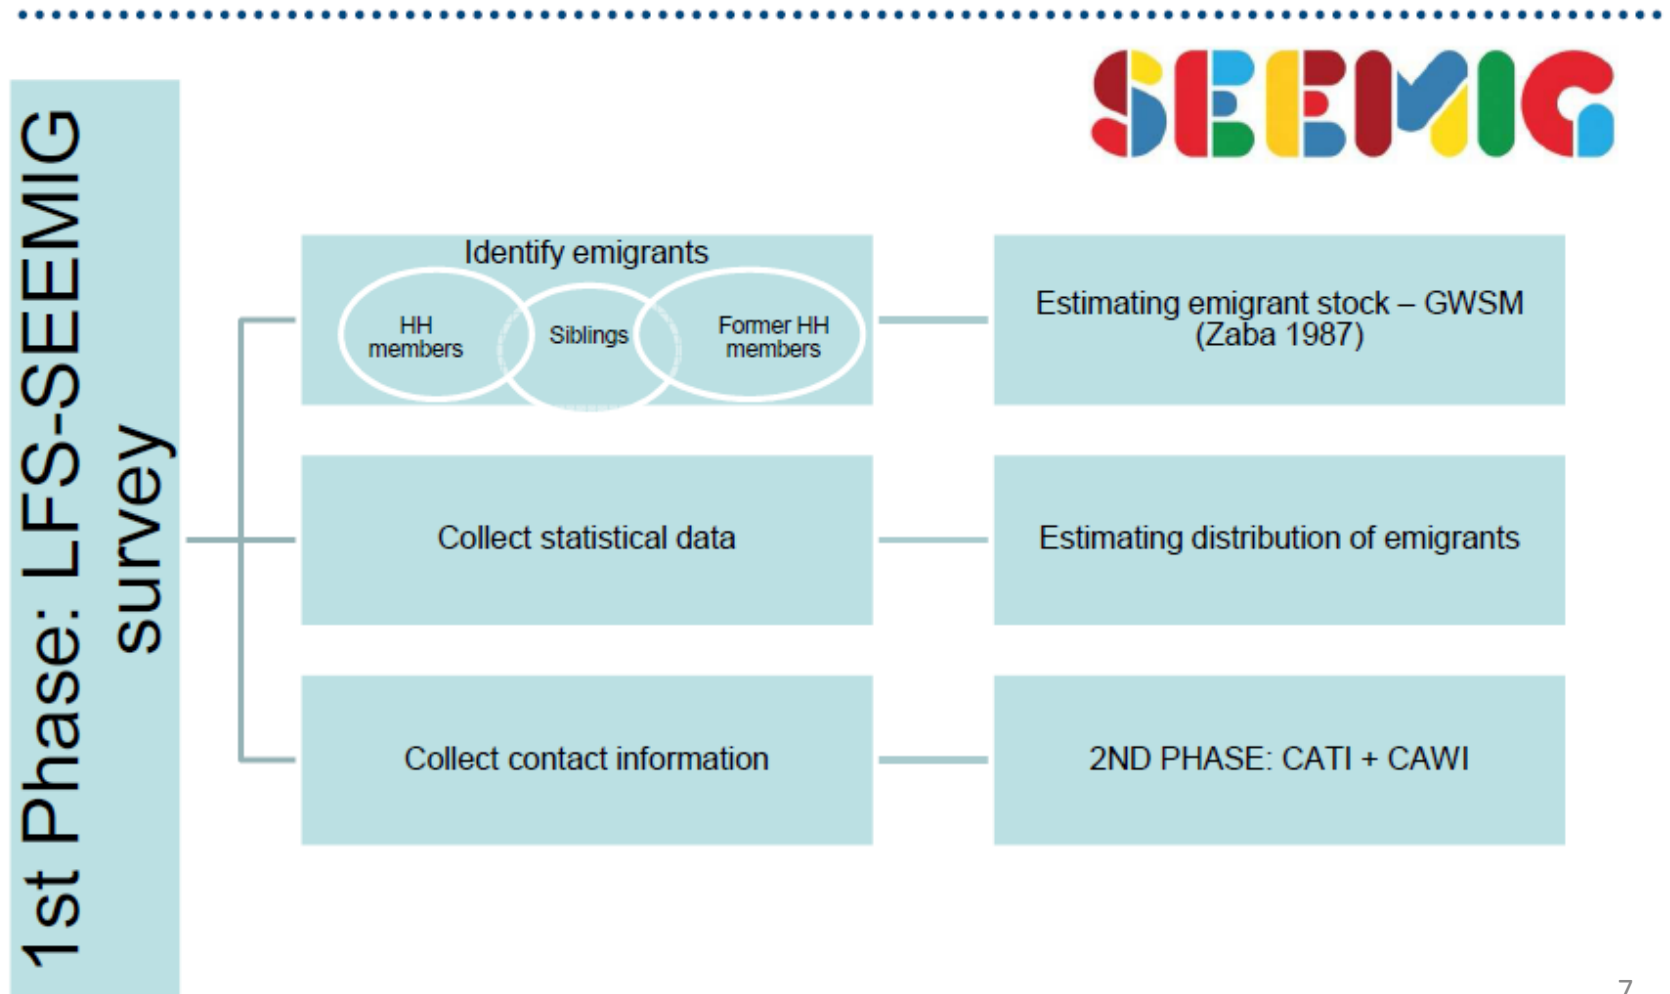 SEEMIG
1st Phase: LFS-SEEMIG
survey
Identify emigrants
HH
members
Siblings
Former HH
members
Estimating emigrant stock – GWSM
(Zaba 1987)
Collect statistical data
Estimating distribution of emigrants
Collect contact information
2ND PHASE: CATI + CAWI
7